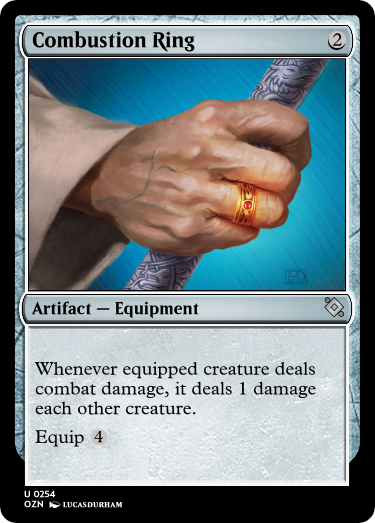 Combustion Ring 2
Artifact — Equipment
Whenever equipped creature deals
combat damage, it deals 1 damage
each other creature.
Equip 4
U 0254
OZN LUCASDURHAM